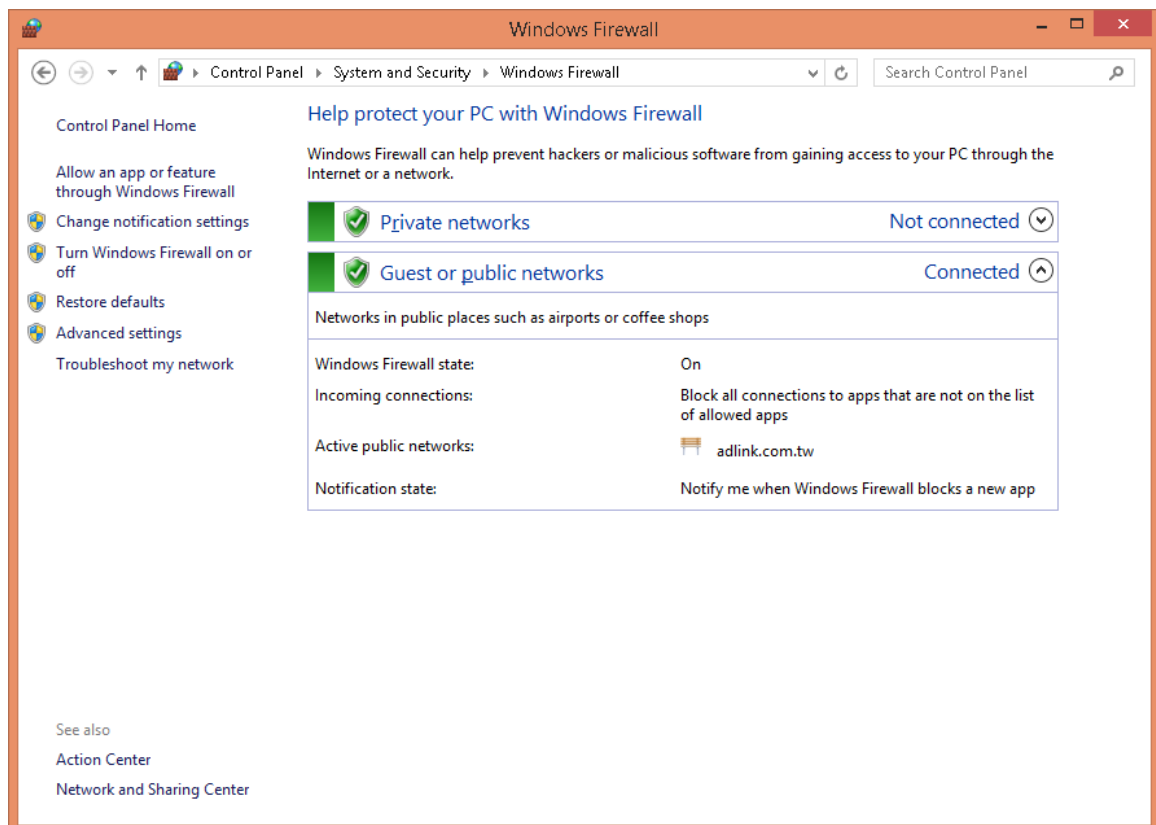 Windows Firewall
Control Panel System and Security Windows Firewall
Search Control Panel
Control Panel Home
Allow an app or feature
through Windows Firewall
Change notification settings
Turn Windows Firewall on or
off
Restore defaults
Advanced settings
Troubleshoot my network
Help protect your PC with Windows Firewall
Windows Firewall can help prevent hackers or malicious software from gaining access to your PC through the
Internet or a network.
Private networks Not connected
Guest or public networks Connected
Networks in public places such as airports or coffee shops
Windows Firewall state: On
Incoming connections: Block all connections to apps that are not on the list
of allowed apps
Active public networks: adlink.com.tw
Notification state: Notify me when Windows Firewall blocks a new app
See also
Action Center
Network and Sharing Center